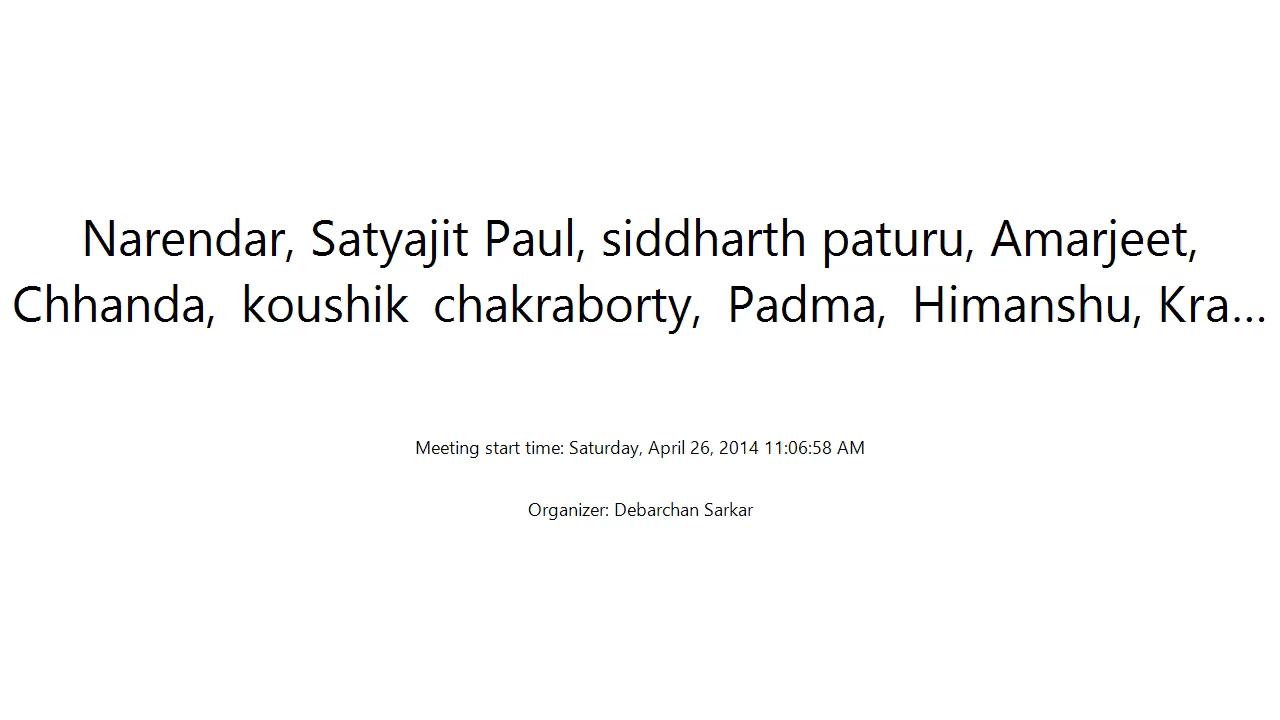 Narendar, Satyajit Paul, siddharth paturu, Amarjeet,
Chhanda, koushik chakraborty, Padma, Himanshu, Kra...
Meeting start time: Saturday, April 26, 2014 11:06:58 AM
Organizer: Debarchan Sarkar